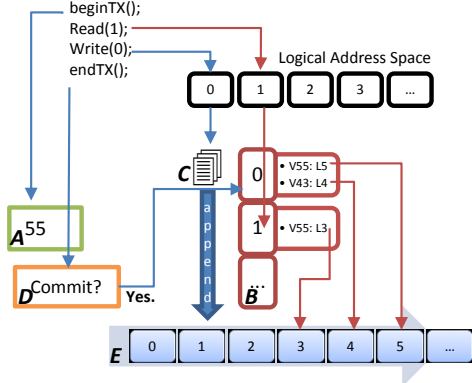 beginTX();
Read(1);
Write(0);
endTX();
Logical Address Space
0 1 2 3 ...
C
0
• V55: L5
• V43: L4
append
A 55
1
• V55: L3
D Commit?
Yes.
...
B
E
0 1 2 3 4 5 ...